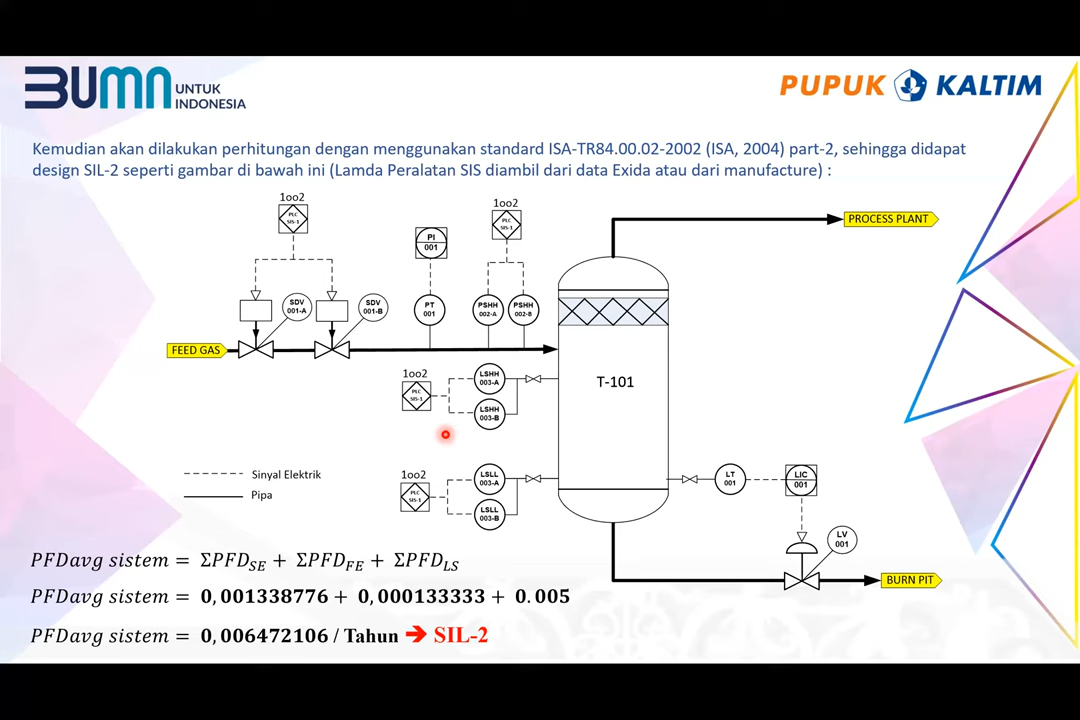 BUMN UNTUK
INDONESIA
PUPUK KALTIM
Kemudian akan dilakukan perhitungan dengan menggunakan standard ISA-TR84.00.02-2002 (ISA, 2004) part-2, sehingga didapat
design SIL-2 seperti gambar di bawah ini (Lamda Peralatan SIS diambil dari data Exida atau dari manufacture) :
1oo2
PLC
SIS-1
1oo2
PLC
SIS-1
PROCESS PLANT
PI
001
SDV
001-A
SDV
001-B
PT
001
PSHH
002-A
PSHH
002-B
FEED GAS
1oo2
PLC
SIS-1
LSHH
003-A
LSHH
003-B
T-101
Sinyal Elektrik
Pipa
1oo2
PLC
SIS-1
LSLL
003-A
LSLL
003-B
LT
001
LIC
001
LV
001
BURN PIT
PFDavg sistem = ΣPFD_SE + ΣPFD_FE + ΣPFD_LS
PFDavg sistem = 0,001338776 + 0,000133333 + 0.005
PFDavg sistem = 0,006472106 / Tahun ➔ SIL-2